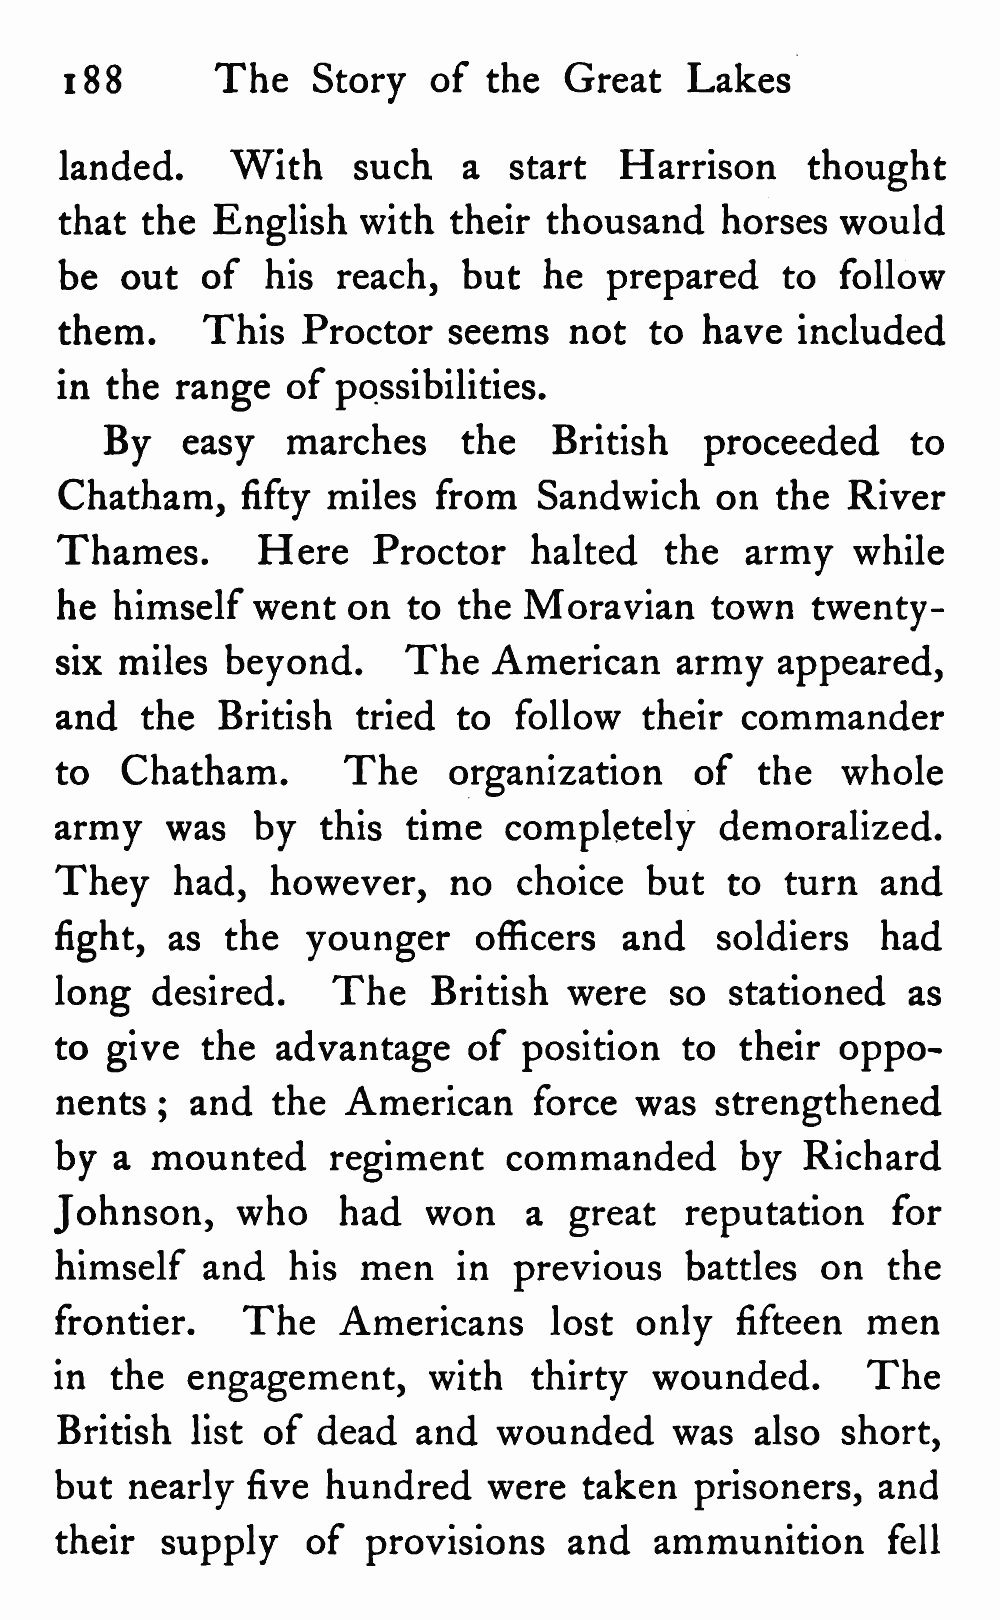 188 The Story of the Great Lakes
landed. With such a start Harrison thought
that the English with their thousand horses would
be out of his reach, but he prepared to follow
them. This Proctor seems not to have included
in the range of possibilities.
By easy marches the British proceeded to
Chatham, fifty miles from Sandwich on the River
Thames. Here Proctor halted the army while
he himself went on to the Moravian town twenty-
six miles beyond. The American army appeared,
and the British tried to follow their commander
to Chatham. The organization of the whole
army was by this time completely demoralized.
They had, however, no choice but to turn and
fight, as the younger officers and soldiers had
long desired. The British were so stationed as
to give the advantage of position to their oppo-
nents ; and the American force was strengthened
by a mounted regiment commanded by Richard
Johnson, who had won a great reputation for
himself and his men in previous battles on the
frontier. The Americans lost only fifteen men
in the engagement, with thirty wounded. The
British list of dead and wounded was also short,
but nearly five hundred were taken prisoners, and
their supply of provisions and ammunition fell